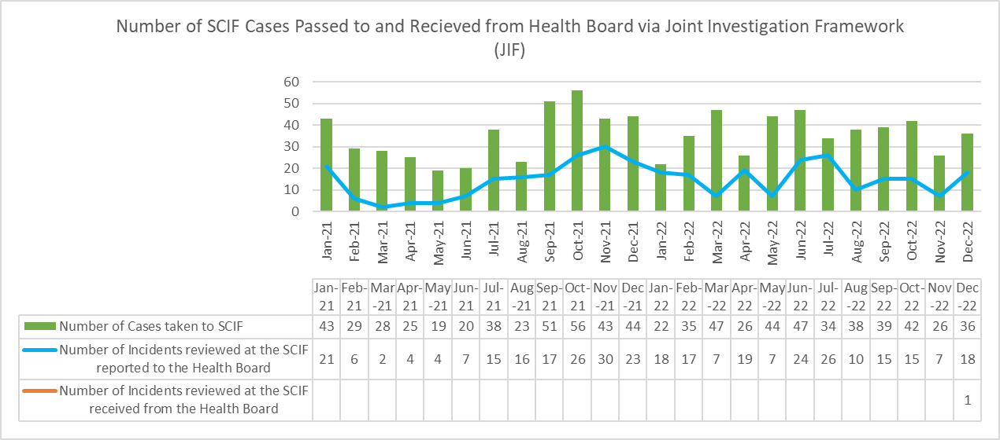 Number of SCIF Cases Passed to and Recieved from Health Board via Joint Investigation Framework
(JIF)
60
50
40
30
20
10
0
Jan-21 Feb-21 Mar-21 Apr-21 May-21 Jun-21 Jul-21 Aug-21 Sep-21 Oct-21 Nov-21 Dec-21 Jan-22 Feb-22 Mar-22 Apr-22 May-22 Jun-22 Jul-22 Aug-22 Sep-22 Oct-22 Nov-22 Dec-22
Jan- Feb- Mar Apr- May Jun- Jul- Aug Sep- Oct- Nov Dec Jan- Feb- Mar Apr- May Jun- Jul- Aug Sep- Oct- Nov Dec
21 21 -21 21 -21 21 21 -21 21 21 -21 -21 22 22 -22 22 -22 22 22 -22 22 22 -22 -22
Number of Cases taken to SCIF 43 29 28 25 19 20 38 23 51 56 43 44 22 35 47 26 44 47 34 38 39 42 26 36
Number of Incidents reviewed at the SCIF
reported to the Health Board 21 6 2 4 4 7 15 16 17 26 30 23 18 17 7 19 7 24 26 10 15 15 7 18
Number of Incidents reviewed at the SCIF
received from the Health Board 1